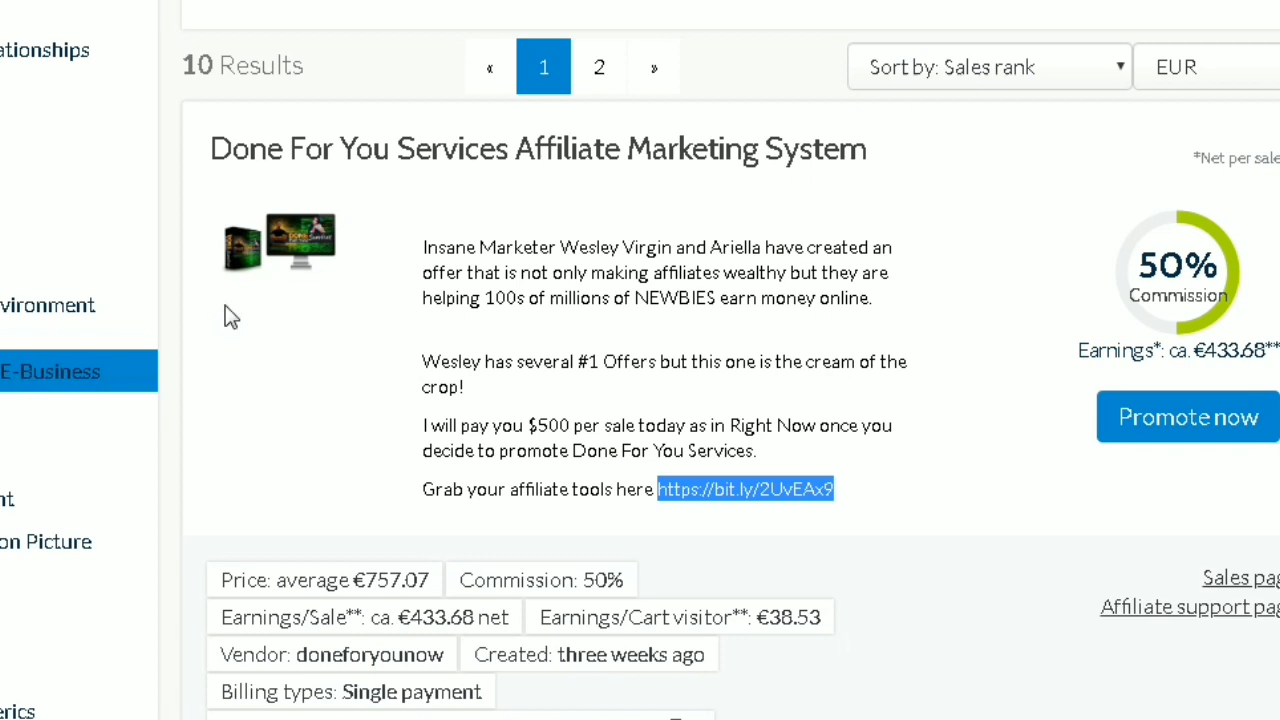 ationships
10 Results
«
1
2
»
Sort by: Sales rank
EUR
Done For You Services Affiliate Marketing System
*Net per sale
Insane Marketer Wesley Virgin and Ariella have created an
offer that is not only making affiliates wealthy but they are
helping 100s of millions of NEWBIES earn money online.
50%
Commission
vironment
Earnings*: ca. €433.68**
E-Business
Wesley has several #1 Offers but this one is the cream of the
crop!
Promote now
I will pay you $500 per sale today as in Right Now once you
decide to promote Done For You Services.
Grab your affiliate tools here https://bit.ly/2UvEAx9
nt
on Picture
Price: average €757.07
Commission: 50%
Sales pag
Earnings/Sale**: ca. €433.68 net
Earnings/Cart visitor**: €38.53
Affiliate support pag
Vendor: doneforyounow
Created: three weeks ago
Billing types: Single payment
erics